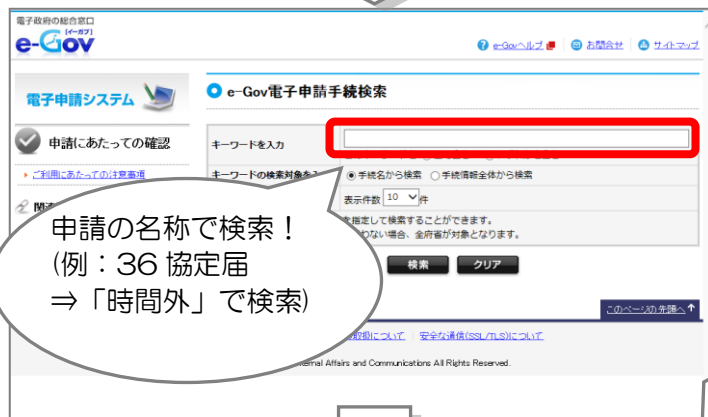 電子政府の総合窓口
[イーガブ]
e-Gov
e-Govヘルプ お問合せ サイトマップ
電子申請システム
e-Gov電子申請手続検索
申請にあたっての確認
キーワードを入力
ご利用にあたっての注意事項
キーワードの検索対象を
手続名から検索 手続情報全体から検索
表示件数 10 件
を指定して検索することができます。
わない場合、全府省が対象となります。
申請の名称で検索！
(例：36 協定届
⇒「時間外」で検索)
検索 クリア
このページの先頭へ
取扱について 安全な通信(SSL/TLS)について
Affairs and Communications All Rights Reserved.